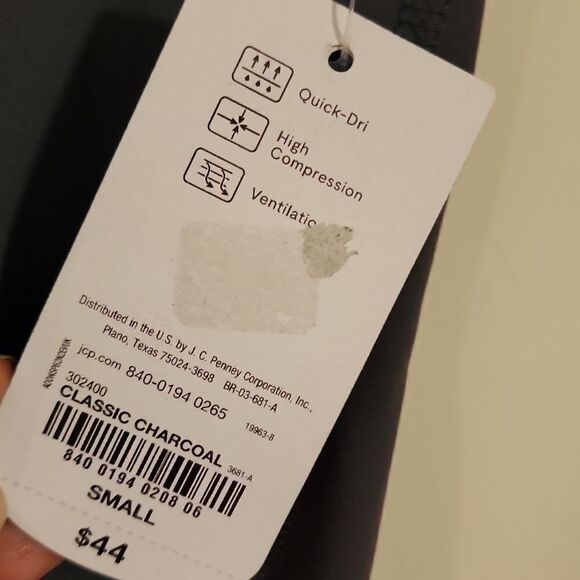 Quick-Dri
High
Compression
Ventilatic
Distributed in the U.S. by J. C. Penney Corporation, Inc.,
Plano, Texas 75024-3698 BR-03-681-A
jcp.com 840-0194 0265 19963-8
302400
CLASSIC CHARCOAL 3681-A
840 0194 0208 06
SMALL
$44